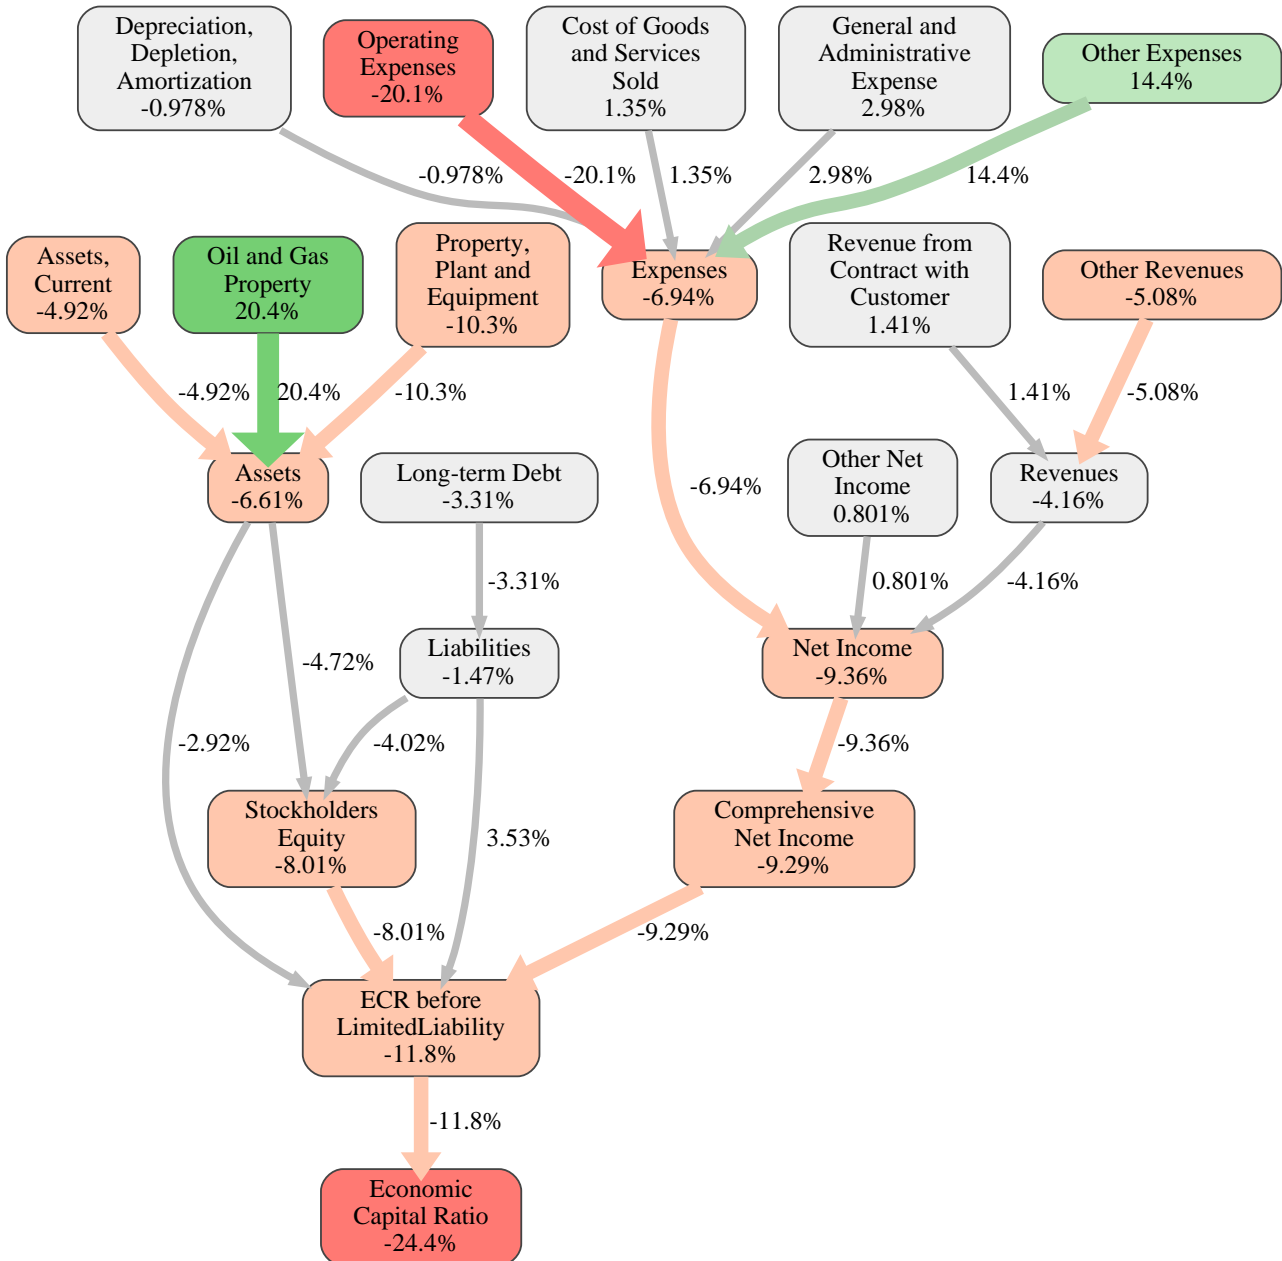 Depreciation,
Depletion,
Amortization
-0.978%
Operating
Expenses
-20.1%
Cost of Goods
and Services
Sold
1.35%
General and
Administrative
Expense
2.98%
Other Expenses
14.4%
-0.978%
-20.1%
1.35%
2.98%
14.4%
Assets,
Current
-4.92%
Oil and Gas
Property
20.4%
Property,
Plant and
Equipment
-10.3%
Expenses
-6.94%
Revenue from
Contract with
Customer
1.41%
Other Revenues
-5.08%
-4.92%
20.4%
-10.3%
1.41%
-5.08%
Assets
-6.61%
Long-term Debt
-3.31%
-6.94%
Other Net
Income
0.801%
Revenues
-4.16%
-3.31%
0.801%
-4.16%
-4.72%
Liabilities
-1.47%
Net Income
-9.36%
-2.92%
-4.02%
-9.36%
Stockholders
Equity
-8.01%
3.53%
Comprehensive
Net Income
-9.29%
-8.01%
-9.29%
ECR before
LimitedLiability
-11.8%
-11.8%
Economic
Capital Ratio
-24.4%